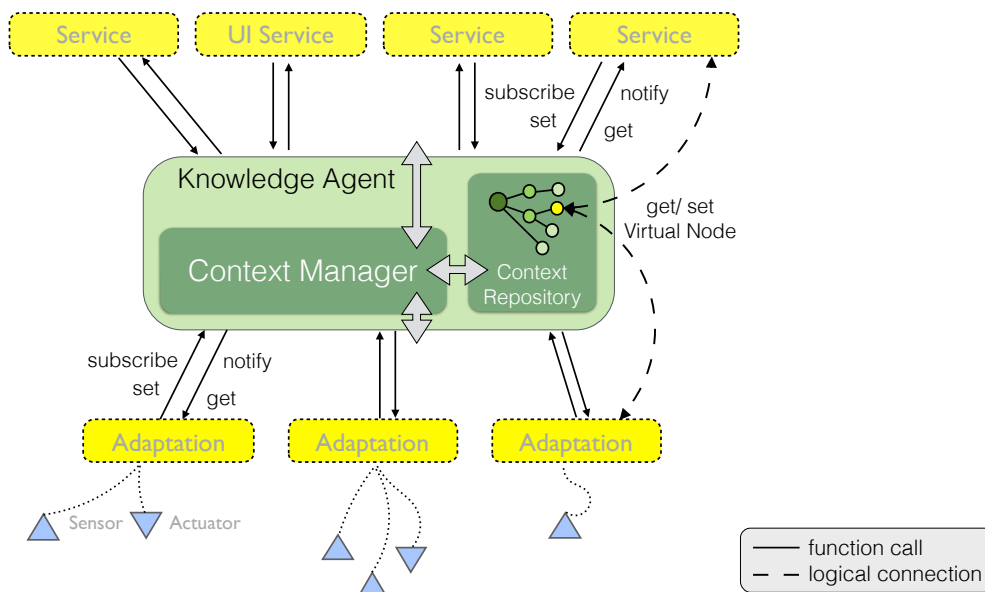 Service
UI Service
Service
Service
subscribe
set
notify
get
Knowledge Agent
Context Manager
Context
Repository
get/ set
Virtual Node
subscribe
set
notify
get
Adaptation
Adaptation
Adaptation
Sensor
Actuator
function call
logical connection